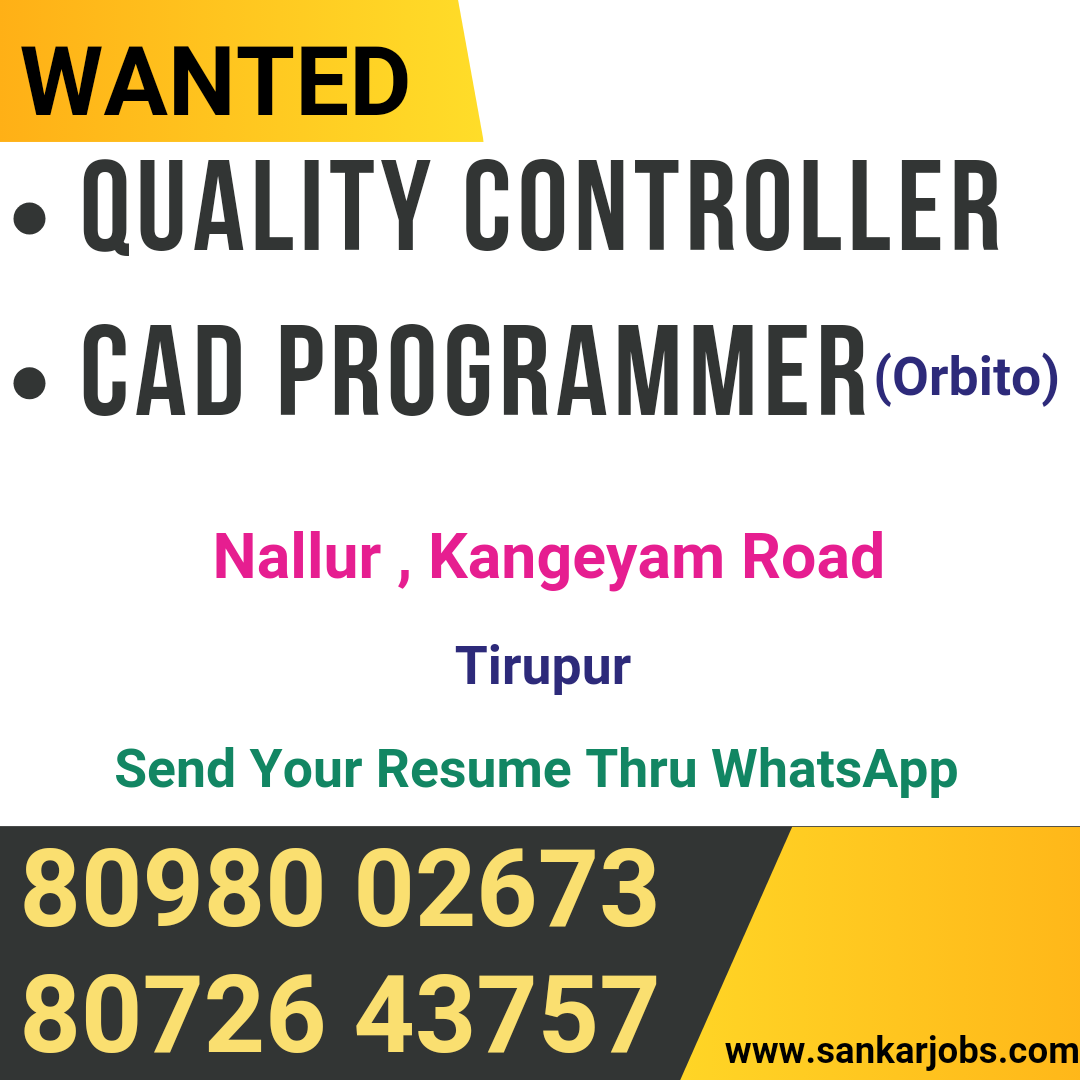 WANTED
• QUALITY CONTROLLER
• CAD PROGRAMMER (Orbito)
Nallur , Kangeyam Road
Tirupur
Send Your Resume Thru WhatsApp
80980 02673
80726 43757
www.sankarjobs.com